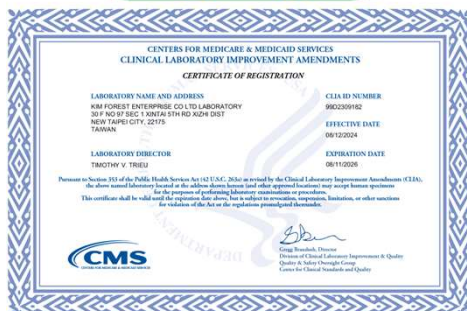 CENTERS FOR MEDICARE & MEDICAID SERVICES
CLINICAL LABORATORY IMPROVEMENT AMENDMENTS
CERTIFICATE OF REGISTRATION
LABORATORY NAME AND ADDRESS
KIM FOREST ENTERPRISE CO LTD LABORATORY
30 F NO 97 SEC 1 XINTAI 5TH RD XIZHI DIST
NEW TAIPEI CITY, 22175
TAIWAN
CLIA ID NUMBER
99D2309182
EFFECTIVE DATE
08/12/2024
LABORATORY DIRECTOR
TIMOTHY V. TRIEU
EXPIRATION DATE
08/11/2026
Pursuant to Section 353 of the Public Health Services Act (42 U.S.C. 263a) as revised by the Clinical Laboratory Improvement Amendments (CLIA),
the above named laboratory located at the address shown hereon (and other approved locations) may accept human specimens
for the purposes of performing laboratory examinations or procedures.
This certificate shall be valid until the expiration date above, but is subject to revocation, suspension, limitation, or other sanctions
for violation of the Act or the regulations promulgated thereunder.
CMS
CENTERS FOR MEDICARE & MEDICAID SERVICES
Director
Division of Clinical Laboratory Improvement & Quality
Quality & Safety Oversight Group
Center for Clinical Standards and Quality